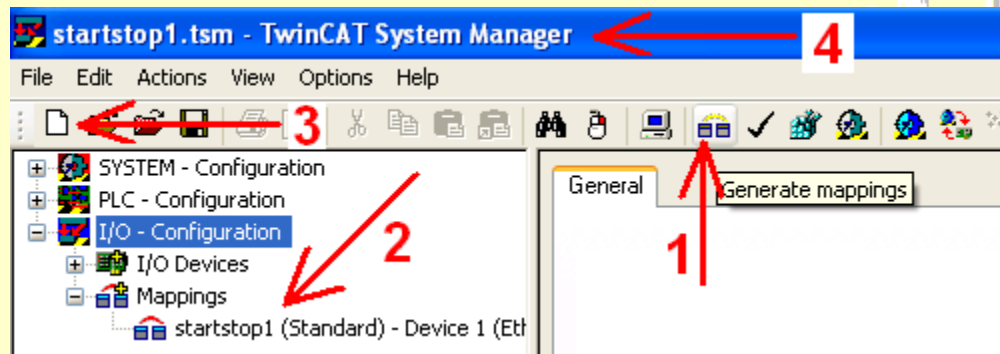 startstop1.tsm - TwinCAT System Manager
4
File Edit Actions View Options Help
3
SYSTEM - Configuration
PLC - Configuration
I/O - Configuration
I/O Devices
Mappings
startstop1 (Standard) - Device 1 (Eth
2
General
Generate mappings
1